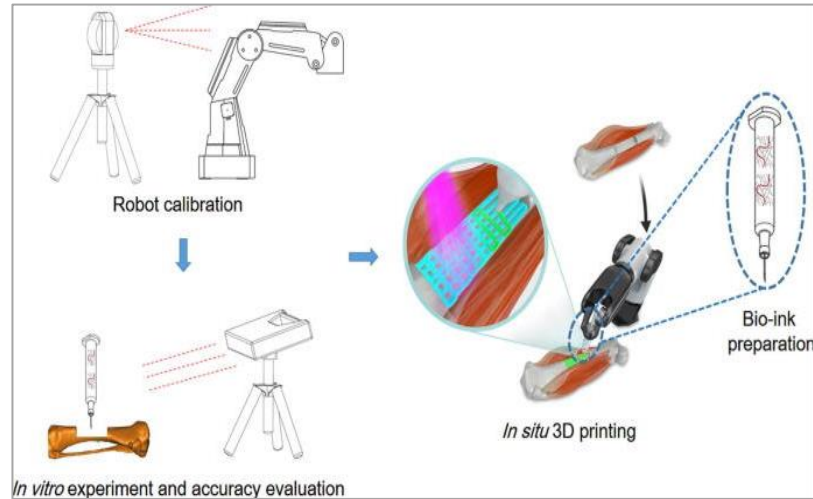 Robot calibration
In vitro experiment and accuracy evaluation
In situ 3D printing
Bio-ink
preparation